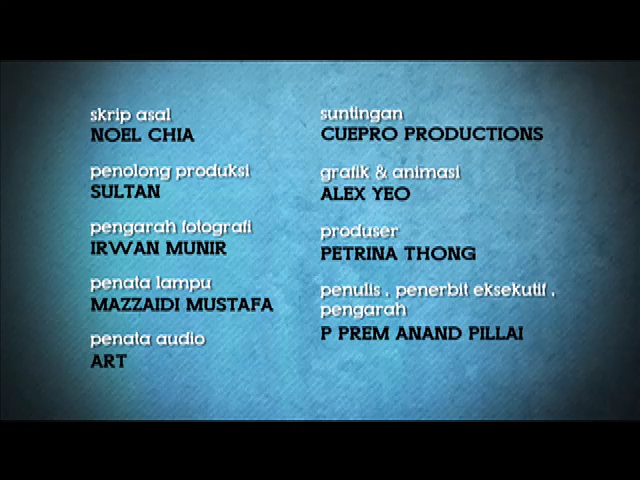 skrip asal
NOEL CHIA
penolong produksi
SULTAN
pengarah fotografi
IRWAN MUNIR
penata lampu
MAZZAIDI MUSTAFA
penata audio
ART
suntingan
CUEPRO PRODUCTIONS
grafik & animasi
ALEX YEO
produser
PETRINA THONG
penulis , penerbit eksekutif ,
pengarah
P PREM ANAND PILLAI